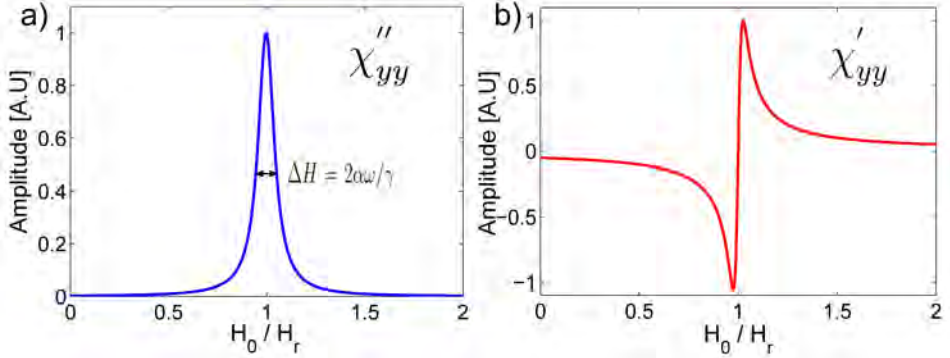 a)
χ''yy
Amplitude [A.U]
1
0.8
0.6
0.4
0.2
0
ΔH = 2αω/γ
0 0.5 1 1.5 2
H0 / Hr
b)
χ'yy
Amplitude [A.U]
1
0.5
0
−0.5
−1
0 0.5 1 1.5 2
H0 / Hr